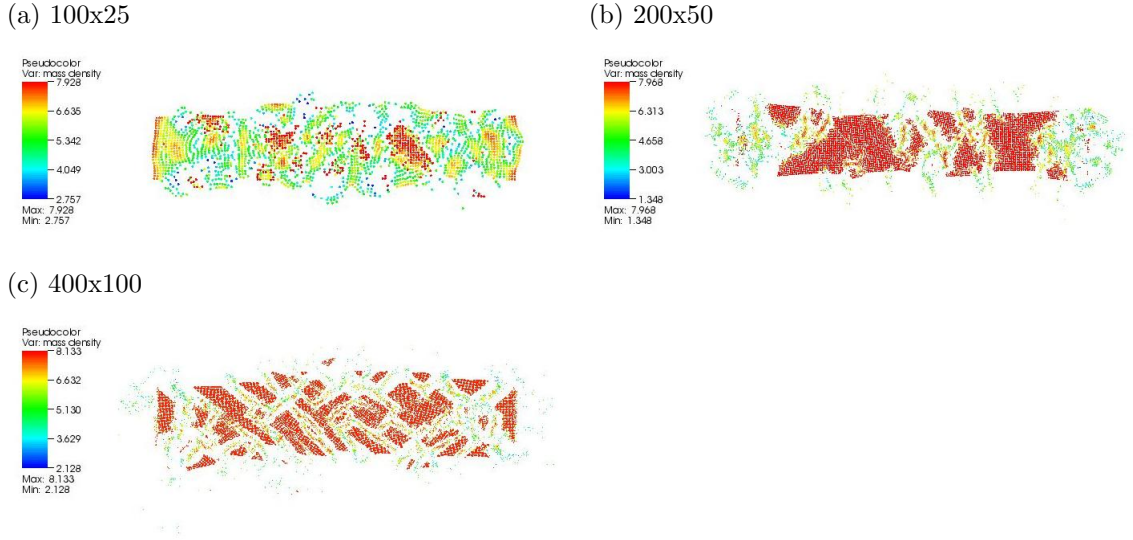 (a) 100x25
Pseudocolor
Var: mass density
7.928
6.635
5.342
4.049
2.757
Max: 7.928
Min: 2.757
(b) 200x50
Pseudocolor
Var: mass density
7.968
6.313
4.658
3.003
1.348
Max: 7.968
Min: 1.348
(c) 400x100
Pseudocolor
Var: mass density
8.133
6.632
5.130
3.629
2.128
Max: 8.133
Min: 2.128